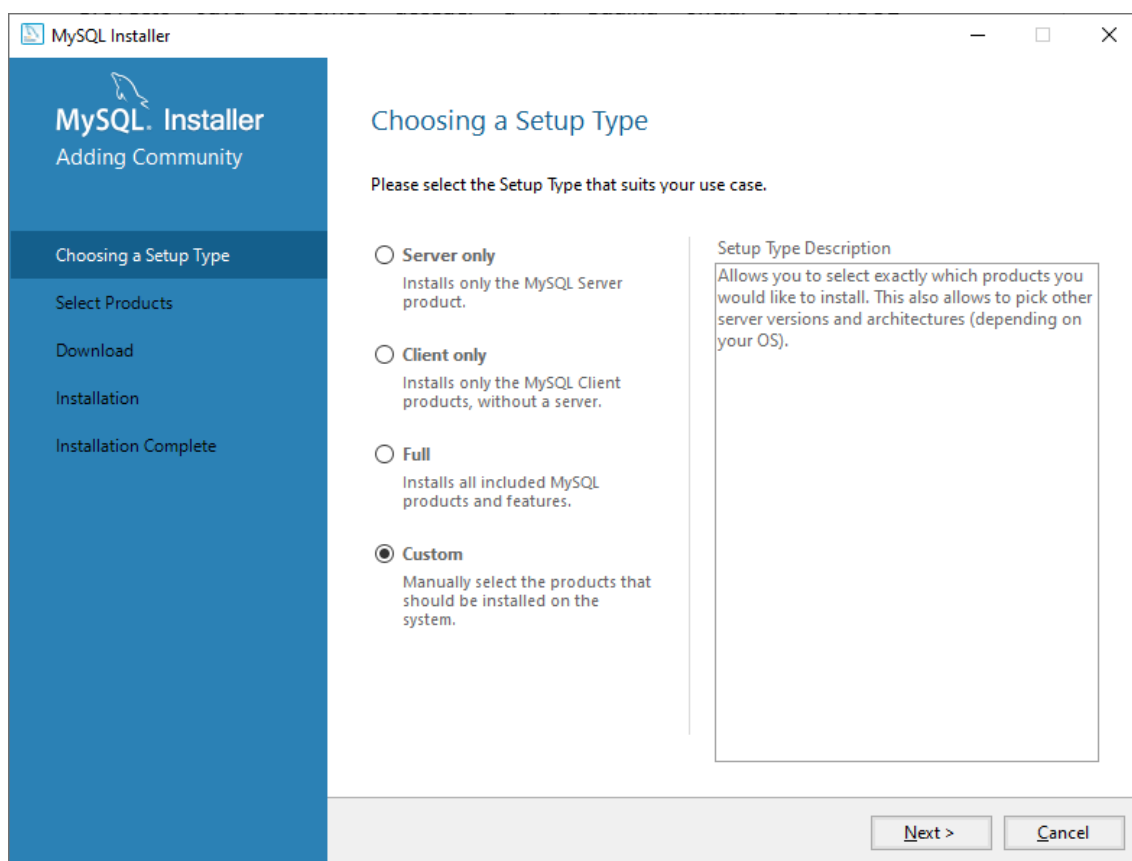 MySQL Installer
MySQL. Installer
Adding Community
Choosing a Setup Type
Select Products
Download
Installation
Installation Complete
Choosing a Setup Type
Please select the Setup Type that suits your use case.
Server only
Installs only the MySQL Server
product.
Client only
Installs only the MySQL Client
products, without a server.
Full
Installs all included MySQL
products and features.
Custom
Manually select the products that
should be installed on the
system.
Setup Type Description
Allows you to select exactly which products you
would like to install. This also allows to pick other
server versions and architectures (depending on
your OS).
Next >
Cancel